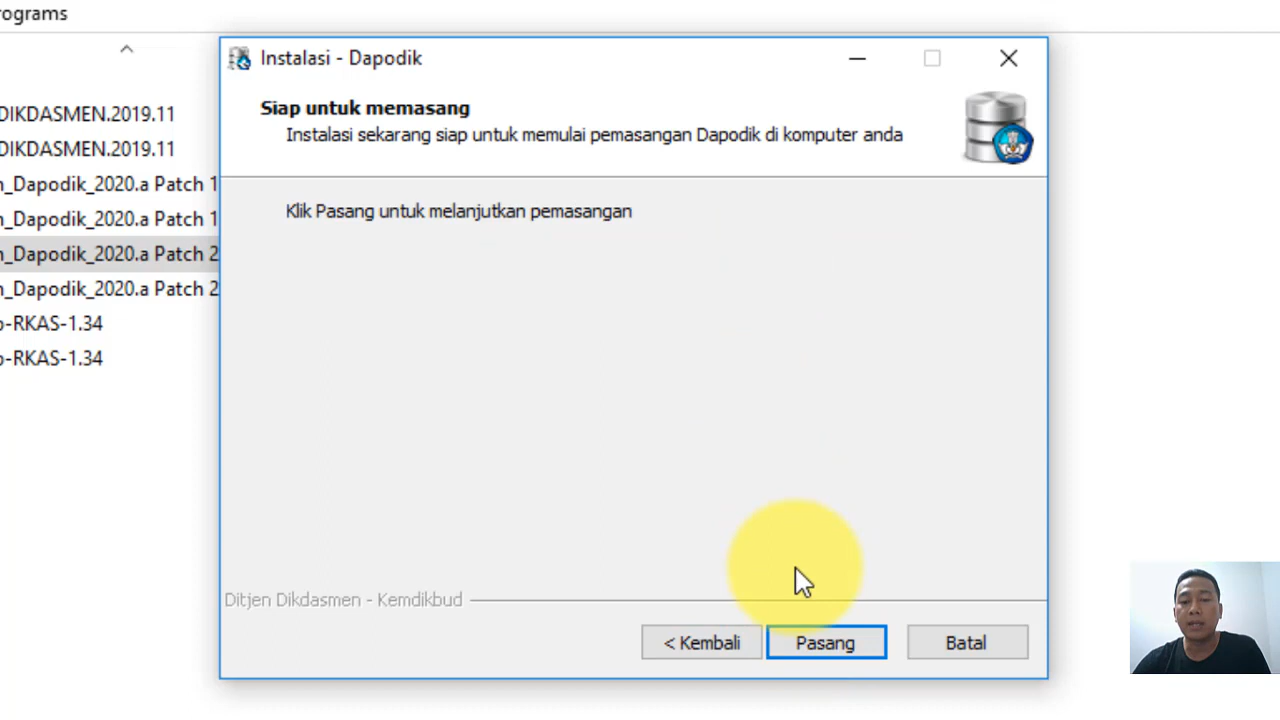 rograms
Instalasi - Dapodik
Siap untuk memasang
Instalasi sekarang siap untuk memulai pemasangan Dapodik di komputer anda
DIKDASMEN.2019.11
DIKDASMEN.2019.11
n_Dapodik_2020.a Patch 1
n_Dapodik_2020.a Patch 1
n_Dapodik_2020.a Patch 2
n_Dapodik_2020.a Patch 2
-RKAS-1.34
-RKAS-1.34
Klik Pasang untuk melanjutkan pemasangan
Ditjen Dikdasmen - Kemdikbud
< Kembali
Pasang
Batal